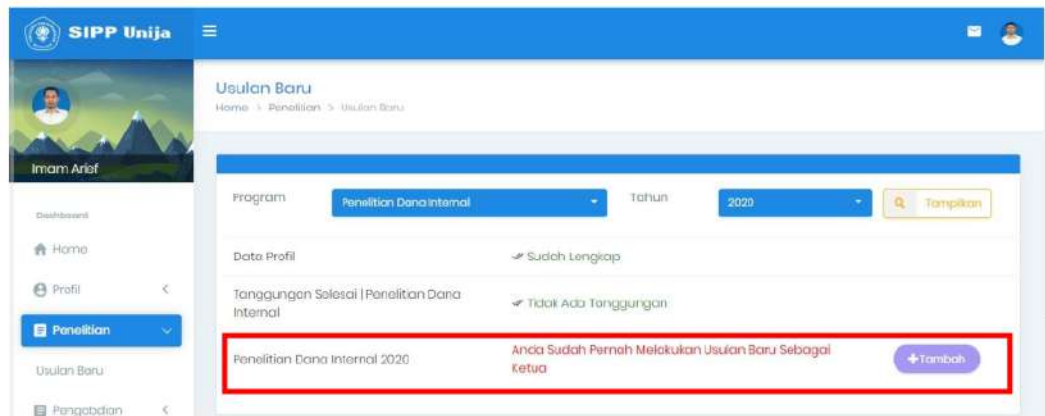 SIPP Unija
Imam Arief
Dashboard
Home
Profil
Penelitian
Usulan Baru
Pengabdian
Usulan Baru
Home > Penelitian > Usulan Baru
Program
Penelitian Dana Internal
Tahun
2020
Tampilkan
Data Profil
Sudah Lengkap
Tanggungan Selesai | Penelitian Dana
Internal
Tidak Ada Tanggungan
Penelitian Dana Internal 2020
Anda Sudah Pernah Melakukan Usulan Baru Sebagai
Ketua
+Tambah